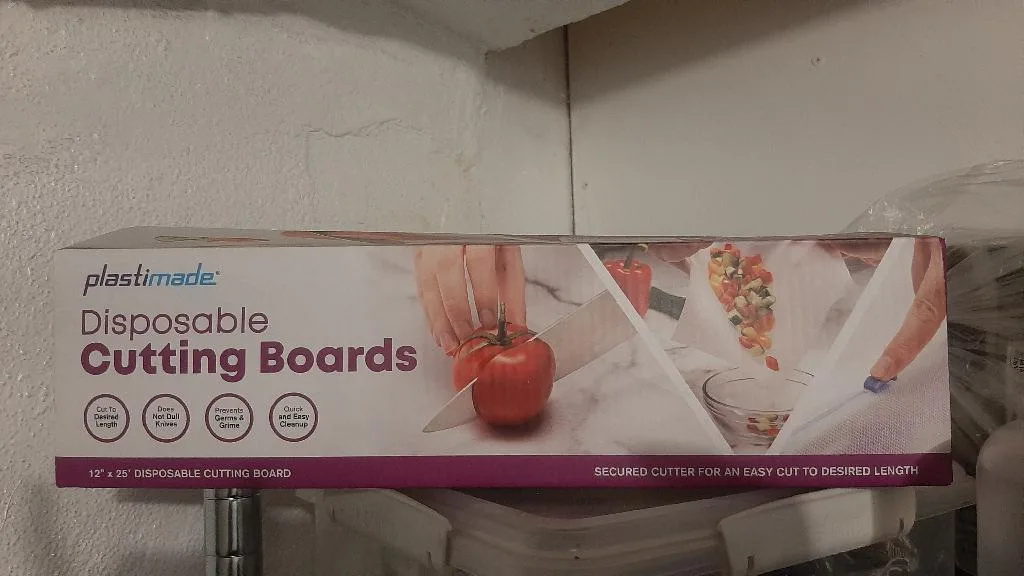 plastimade
Disposable
Cutting Boards
Cut To
Desired
Length
Does
Not Dull
Knives
Prevents
Germs &
Grime
Quick
and Easy
Cleanup
12" x 25' DISPOSABLE CUTTING BOARD
SECURED CUTTER FOR AN EASY CUT TO DESIRED LENGTH